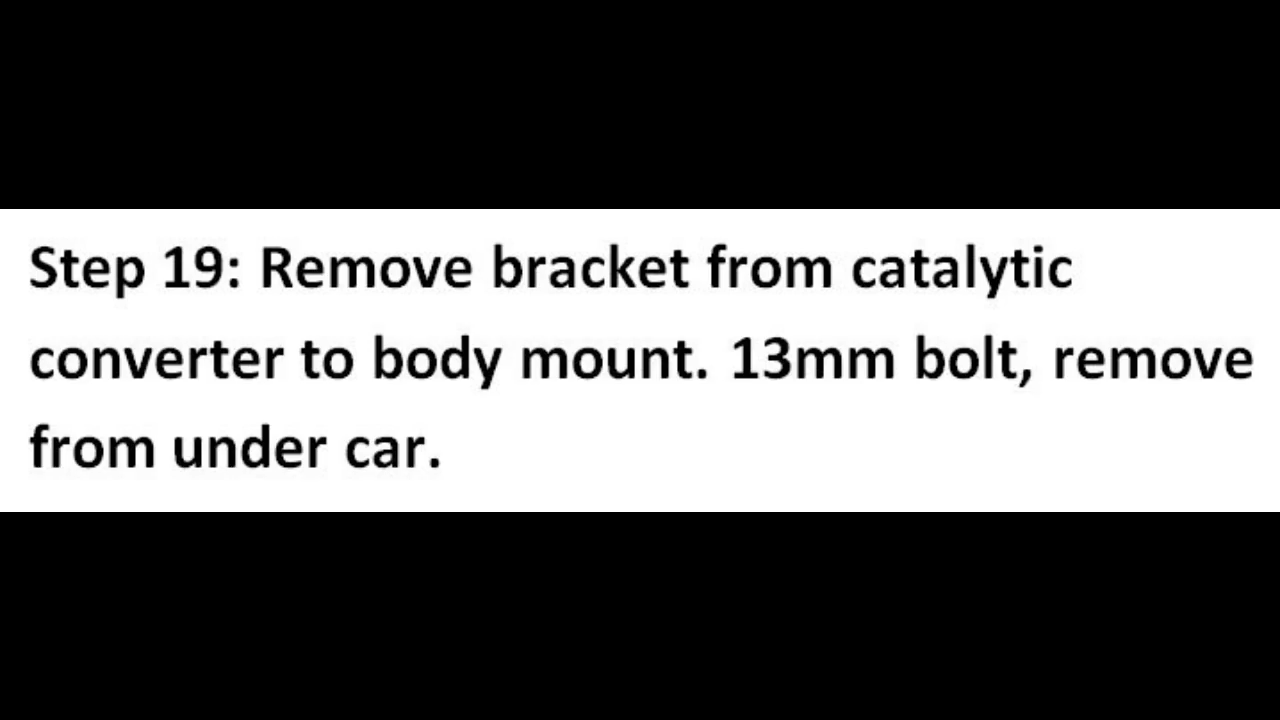 Step 19: Remove bracket from catalytic
converter to body mount. 13mm bolt, remove
from under car.